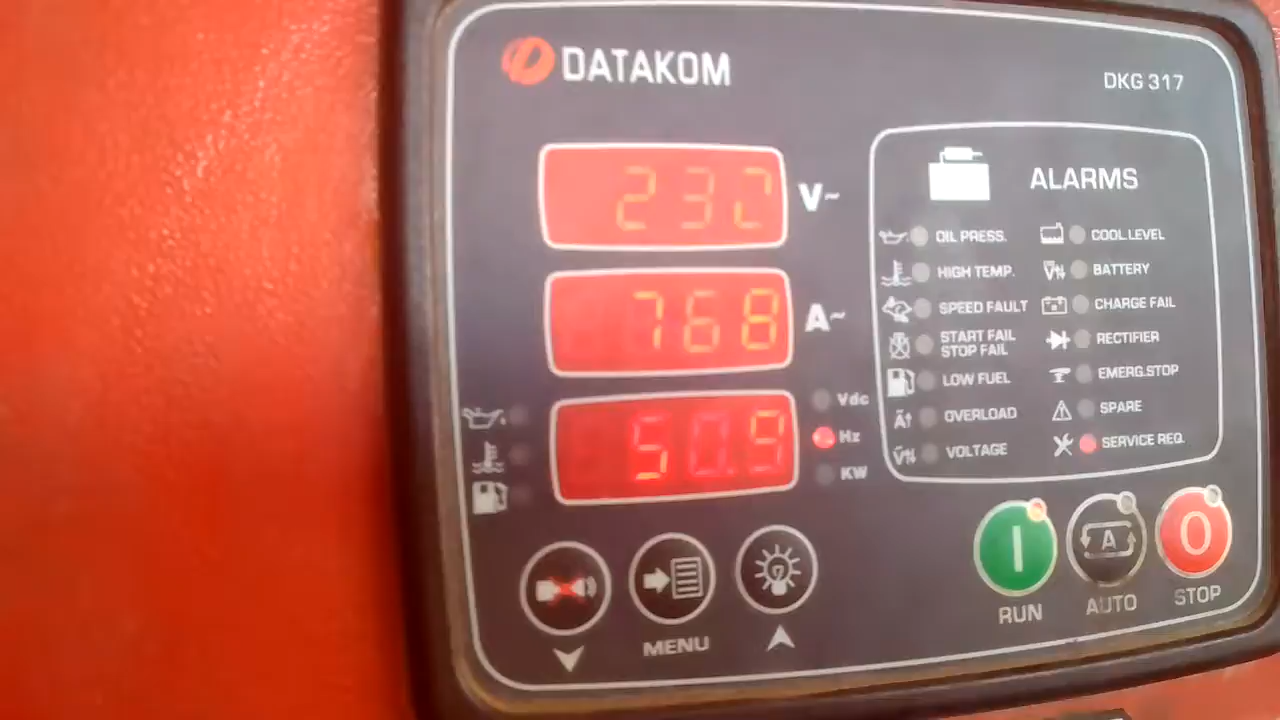 DATAKOM
DKG 317
V~
768
A~
50.9
Vdc
Hz
KW
ALARMS
OIL PRESS.
HIGH TEMP.
SPEED FAULT
START FAIL
STOP FAIL
LOW FUEL
OVERLOAD
VOLTAGE
COOL LEVEL
BATTERY
CHARGE FAIL
RECTIFIER
EMERG.STOP
SPARE
SERVICE REQ.
MENU
I
RUN
A
AUTO
O
STOP